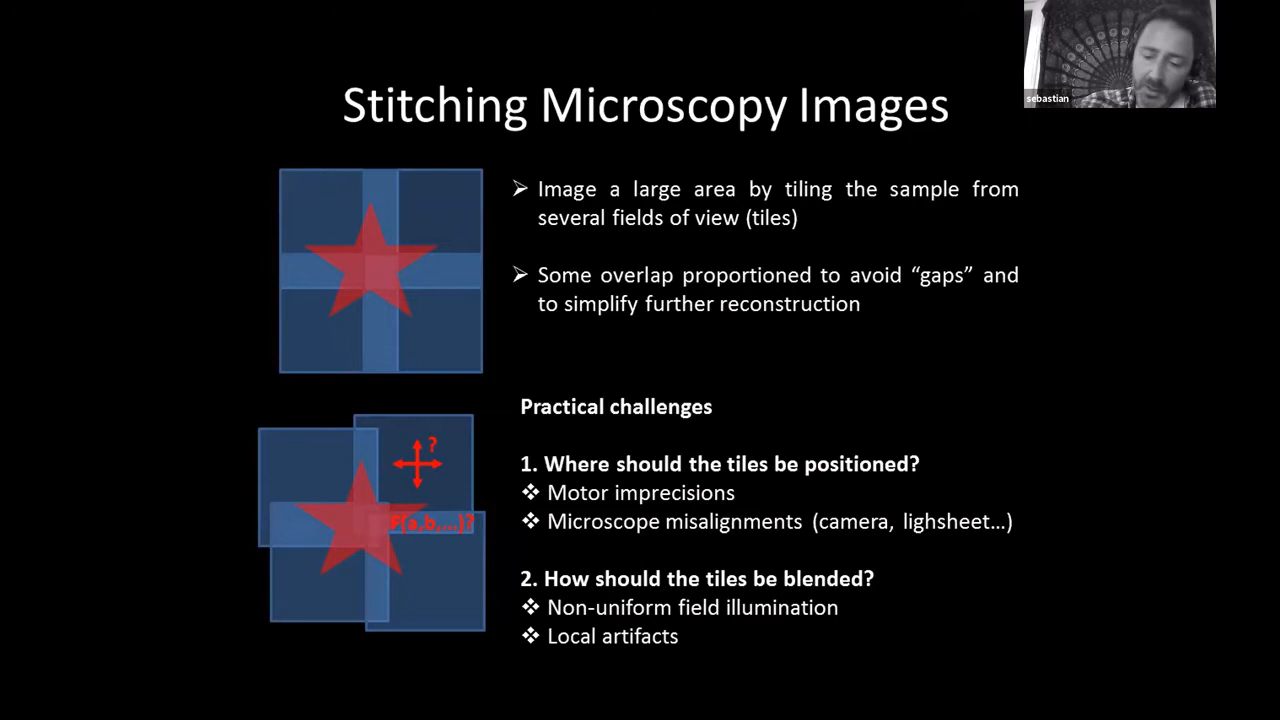 sebastian
Stitching Microscopy Images
➢ Image a large area by tiling the sample from
several fields of view (tiles)
➢ Some overlap proportioned to avoid “gaps” and
to simplify further reconstruction
?
F(a,b,...)?
Practical challenges
1. Where should the tiles be positioned?
❖ Motor imprecisions
❖ Microscope misalignments (camera, lighsheet…)
2. How should the tiles be blended?
❖ Non-uniform field illumination
❖ Local artifacts